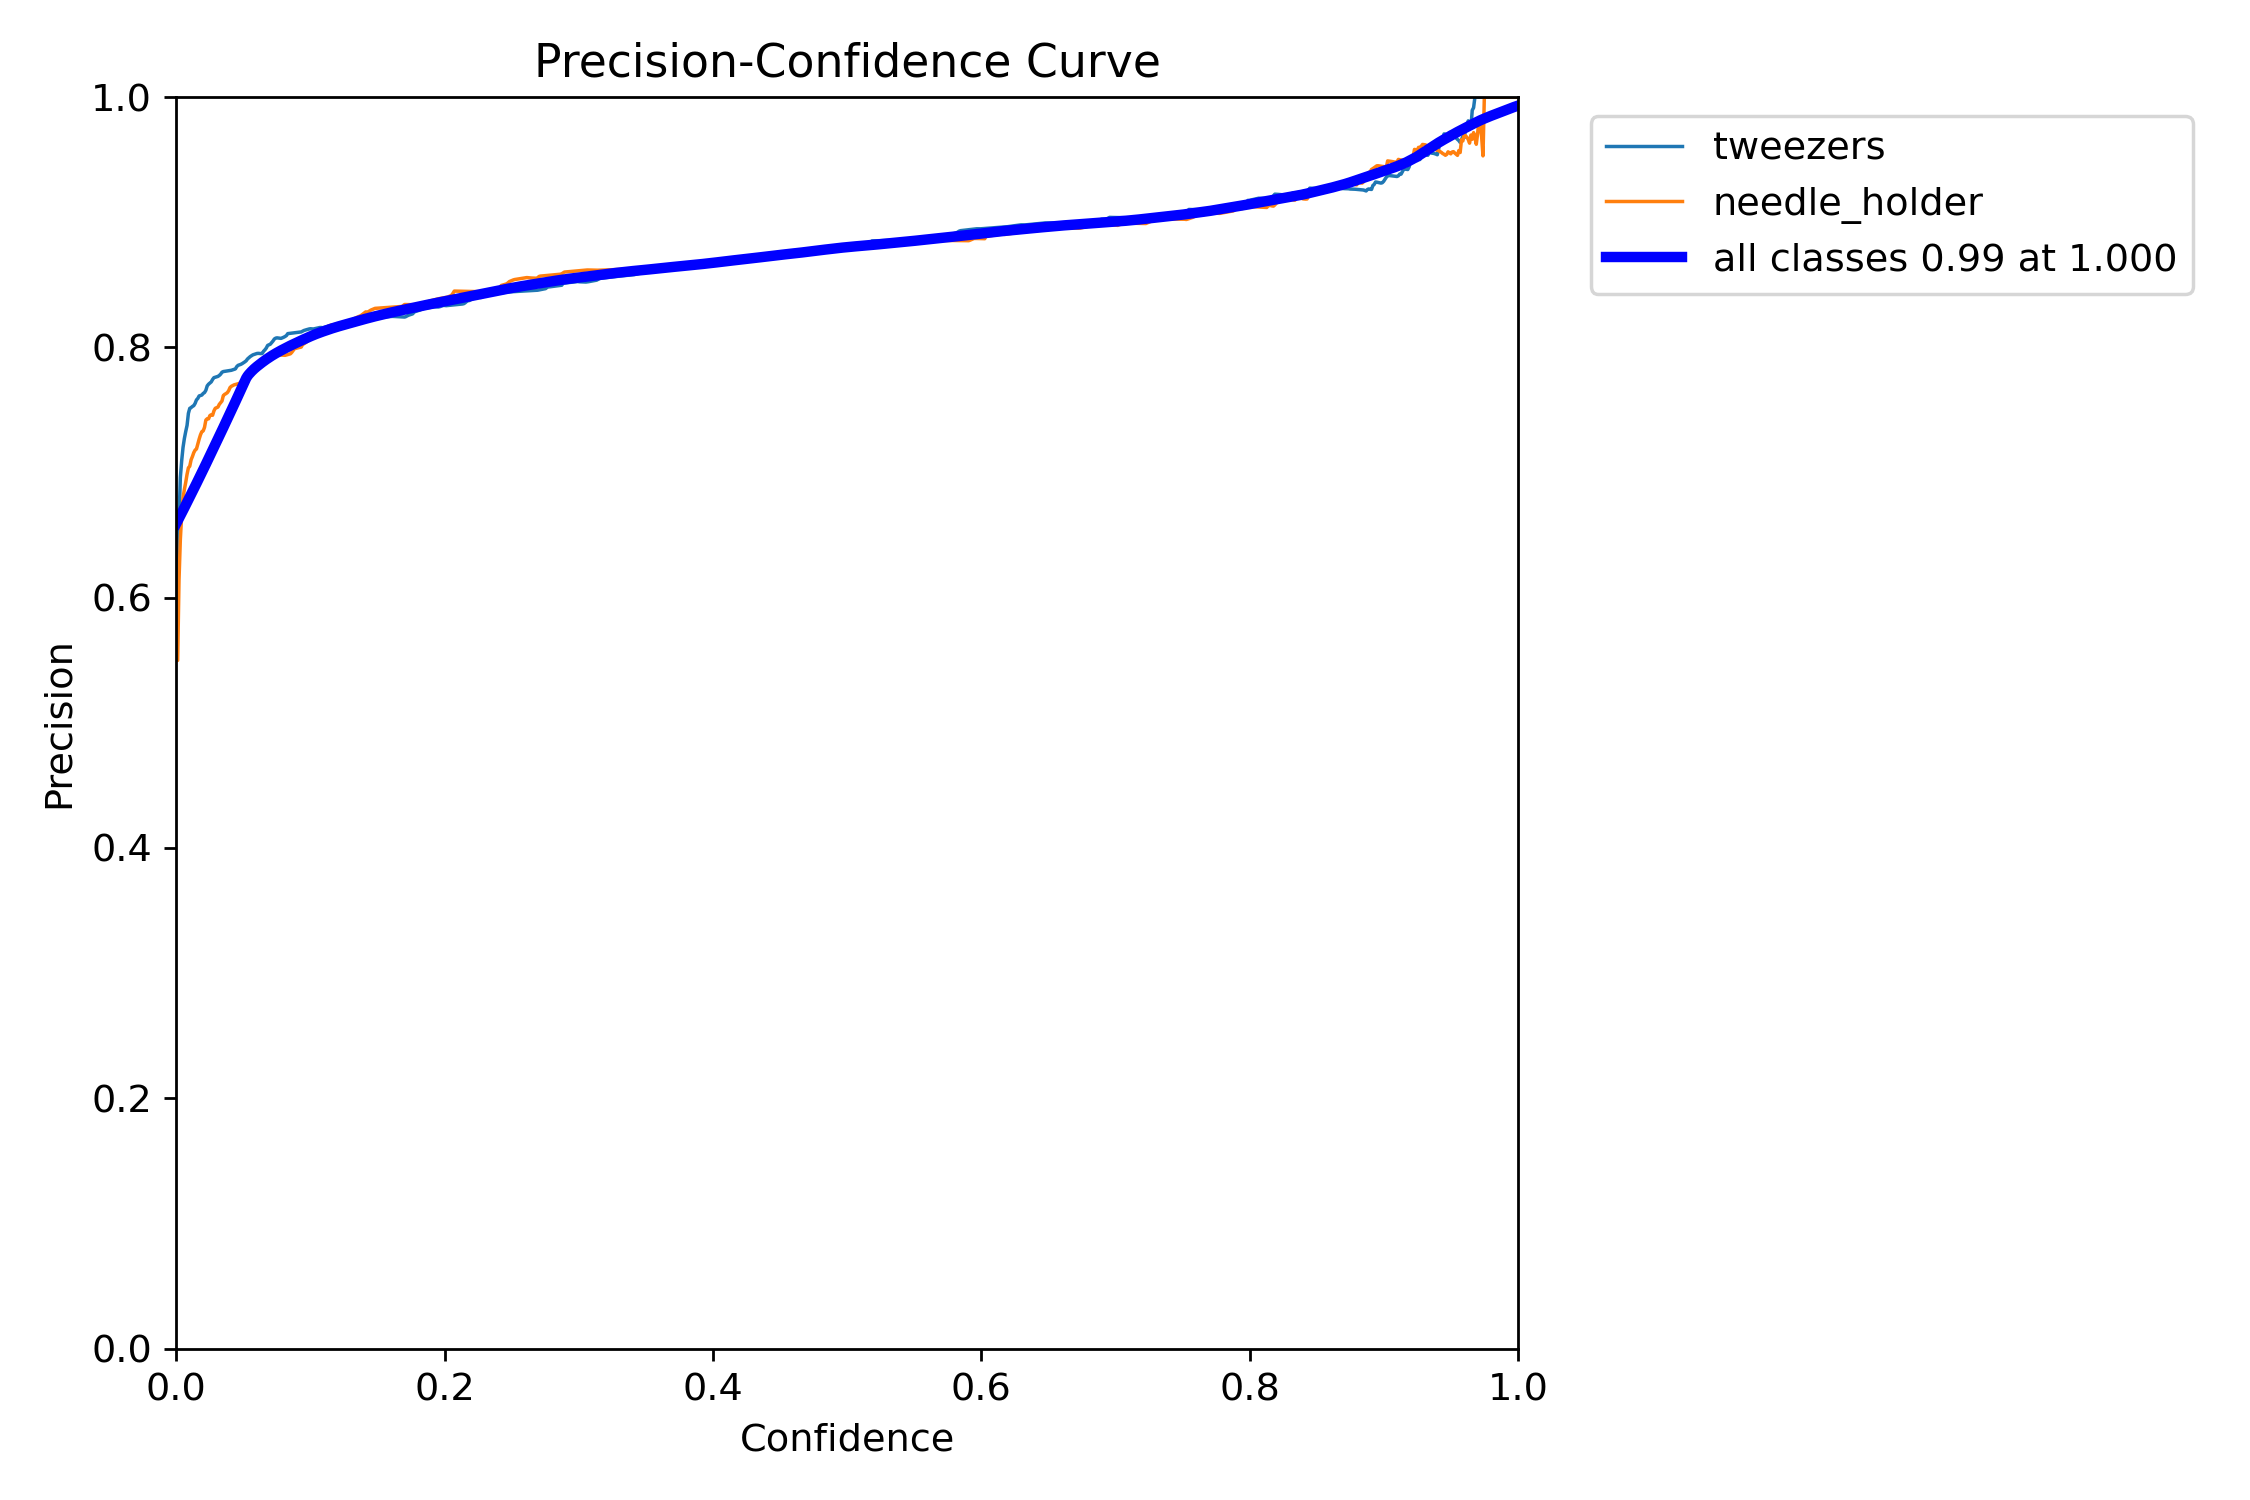 Precision-Confidence Curve
1.0
0.8
0.6
0.4
0.2
0.0
Precision
0.0 0.2 0.4 0.6 0.8 1.0
Confidence
tweezers
needle_holder
all classes 0.99 at 1.000